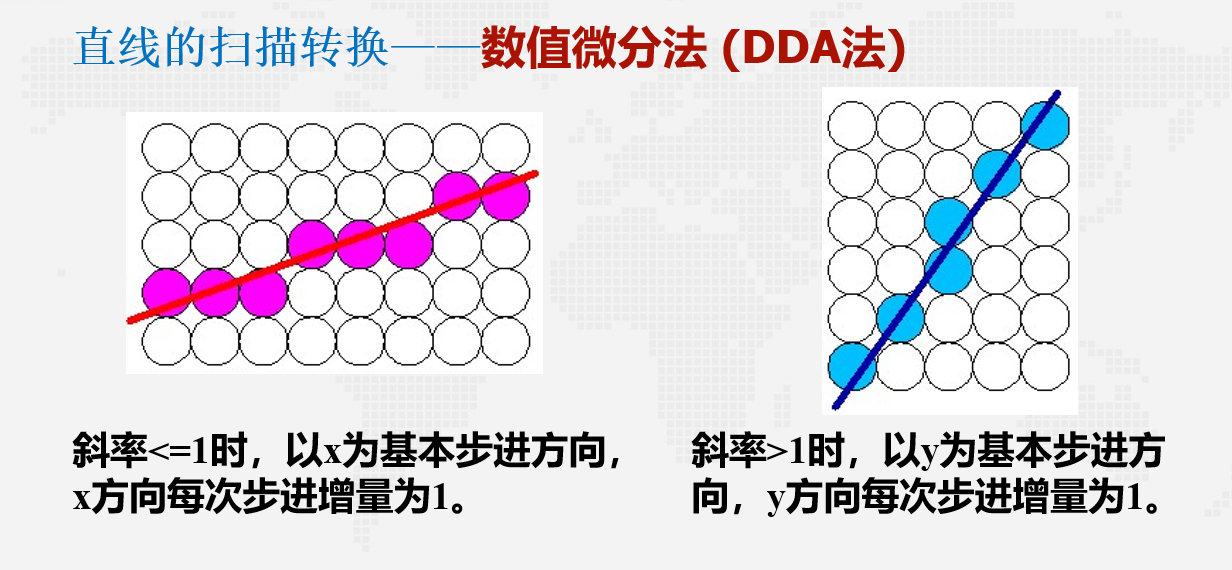 直线的扫描转换——数值微分法 (DDA法)
斜率<=1时，以x为基本步进方向，
x方向每次步进增量为1。
斜率>1时，以y为基本步进方
向，y方向每次步进增量为1。